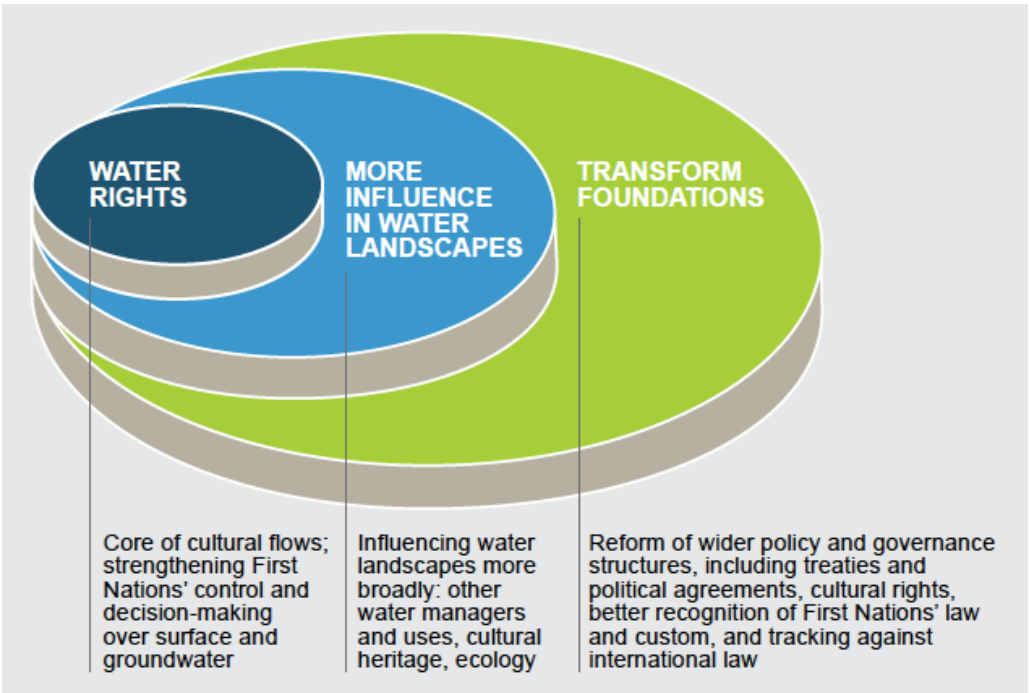 WATER
RIGHTS
MORE
INFLUENCE
IN WATER
LANDSCAPES
TRANSFORM
FOUNDATIONS
Core of cultural flows;
strengthening First
Nations’ control and
decision-making
over surface and
groundwater
Influencing water
landscapes more
broadly: other
water managers
and uses, cultural
heritage, ecology
Reform of wider policy and governance
structures, including treaties and
political agreements, cultural rights,
better recognition of First Nations’ law
and custom, and tracking against
international law